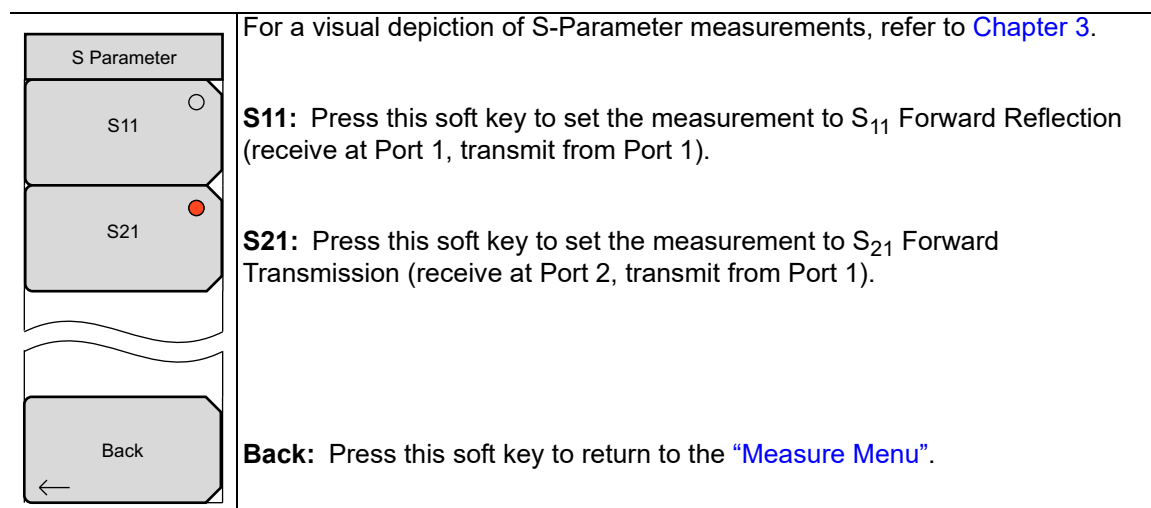 For a visual depiction of S-Parameter measurements, refer to Chapter 3.
S Parameter
S11
S11: Press this soft key to set the measurement to S11 Forward Reflection
(receive at Port 1, transmit from Port 1).
S21
S21: Press this soft key to set the measurement to S21 Forward
Transmission (receive at Port 2, transmit from Port 1).
Back
Back: Press this soft key to return to the “Measure Menu”.